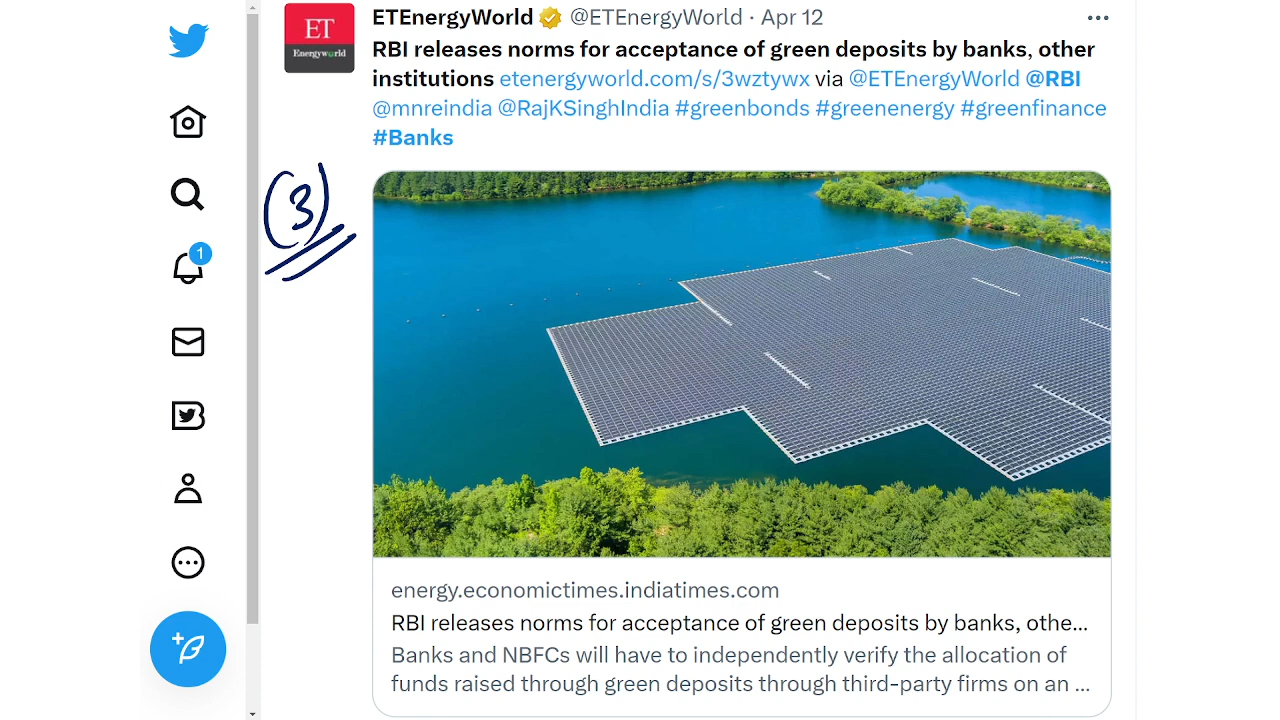 ET
Energyworld
ETEnergyWorld @ETEnergyWorld · Apr 12
RBI releases norms for acceptance of green deposits by banks, other
institutions etenergyworld.com/s/3wztywx via @ETEnergyWorld @RBI
@mnreindia @RajKSinghIndia #greenbonds #greenenergy #greenfinance
#Banks
(3)
1
energy.economictimes.indiatimes.com
RBI releases norms for acceptance of green deposits by banks, othe...
Banks and NBFCs will have to independently verify the allocation of
funds raised through green deposits through third-party firms on an ...